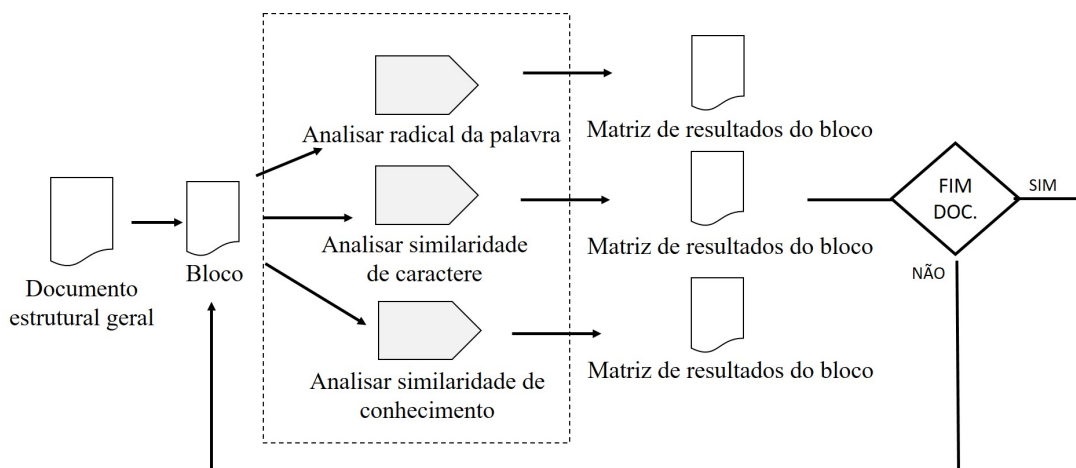 Documento
estrutural geral
Bloco
Analisar radical da palavra
Analisar similaridade
de caractere
Analisar similaridade de
conhecimento
Matriz de resultados do bloco
Matriz de resultados do bloco
Matriz de resultados do bloco
FIM
DOC.
SIM
NÃO